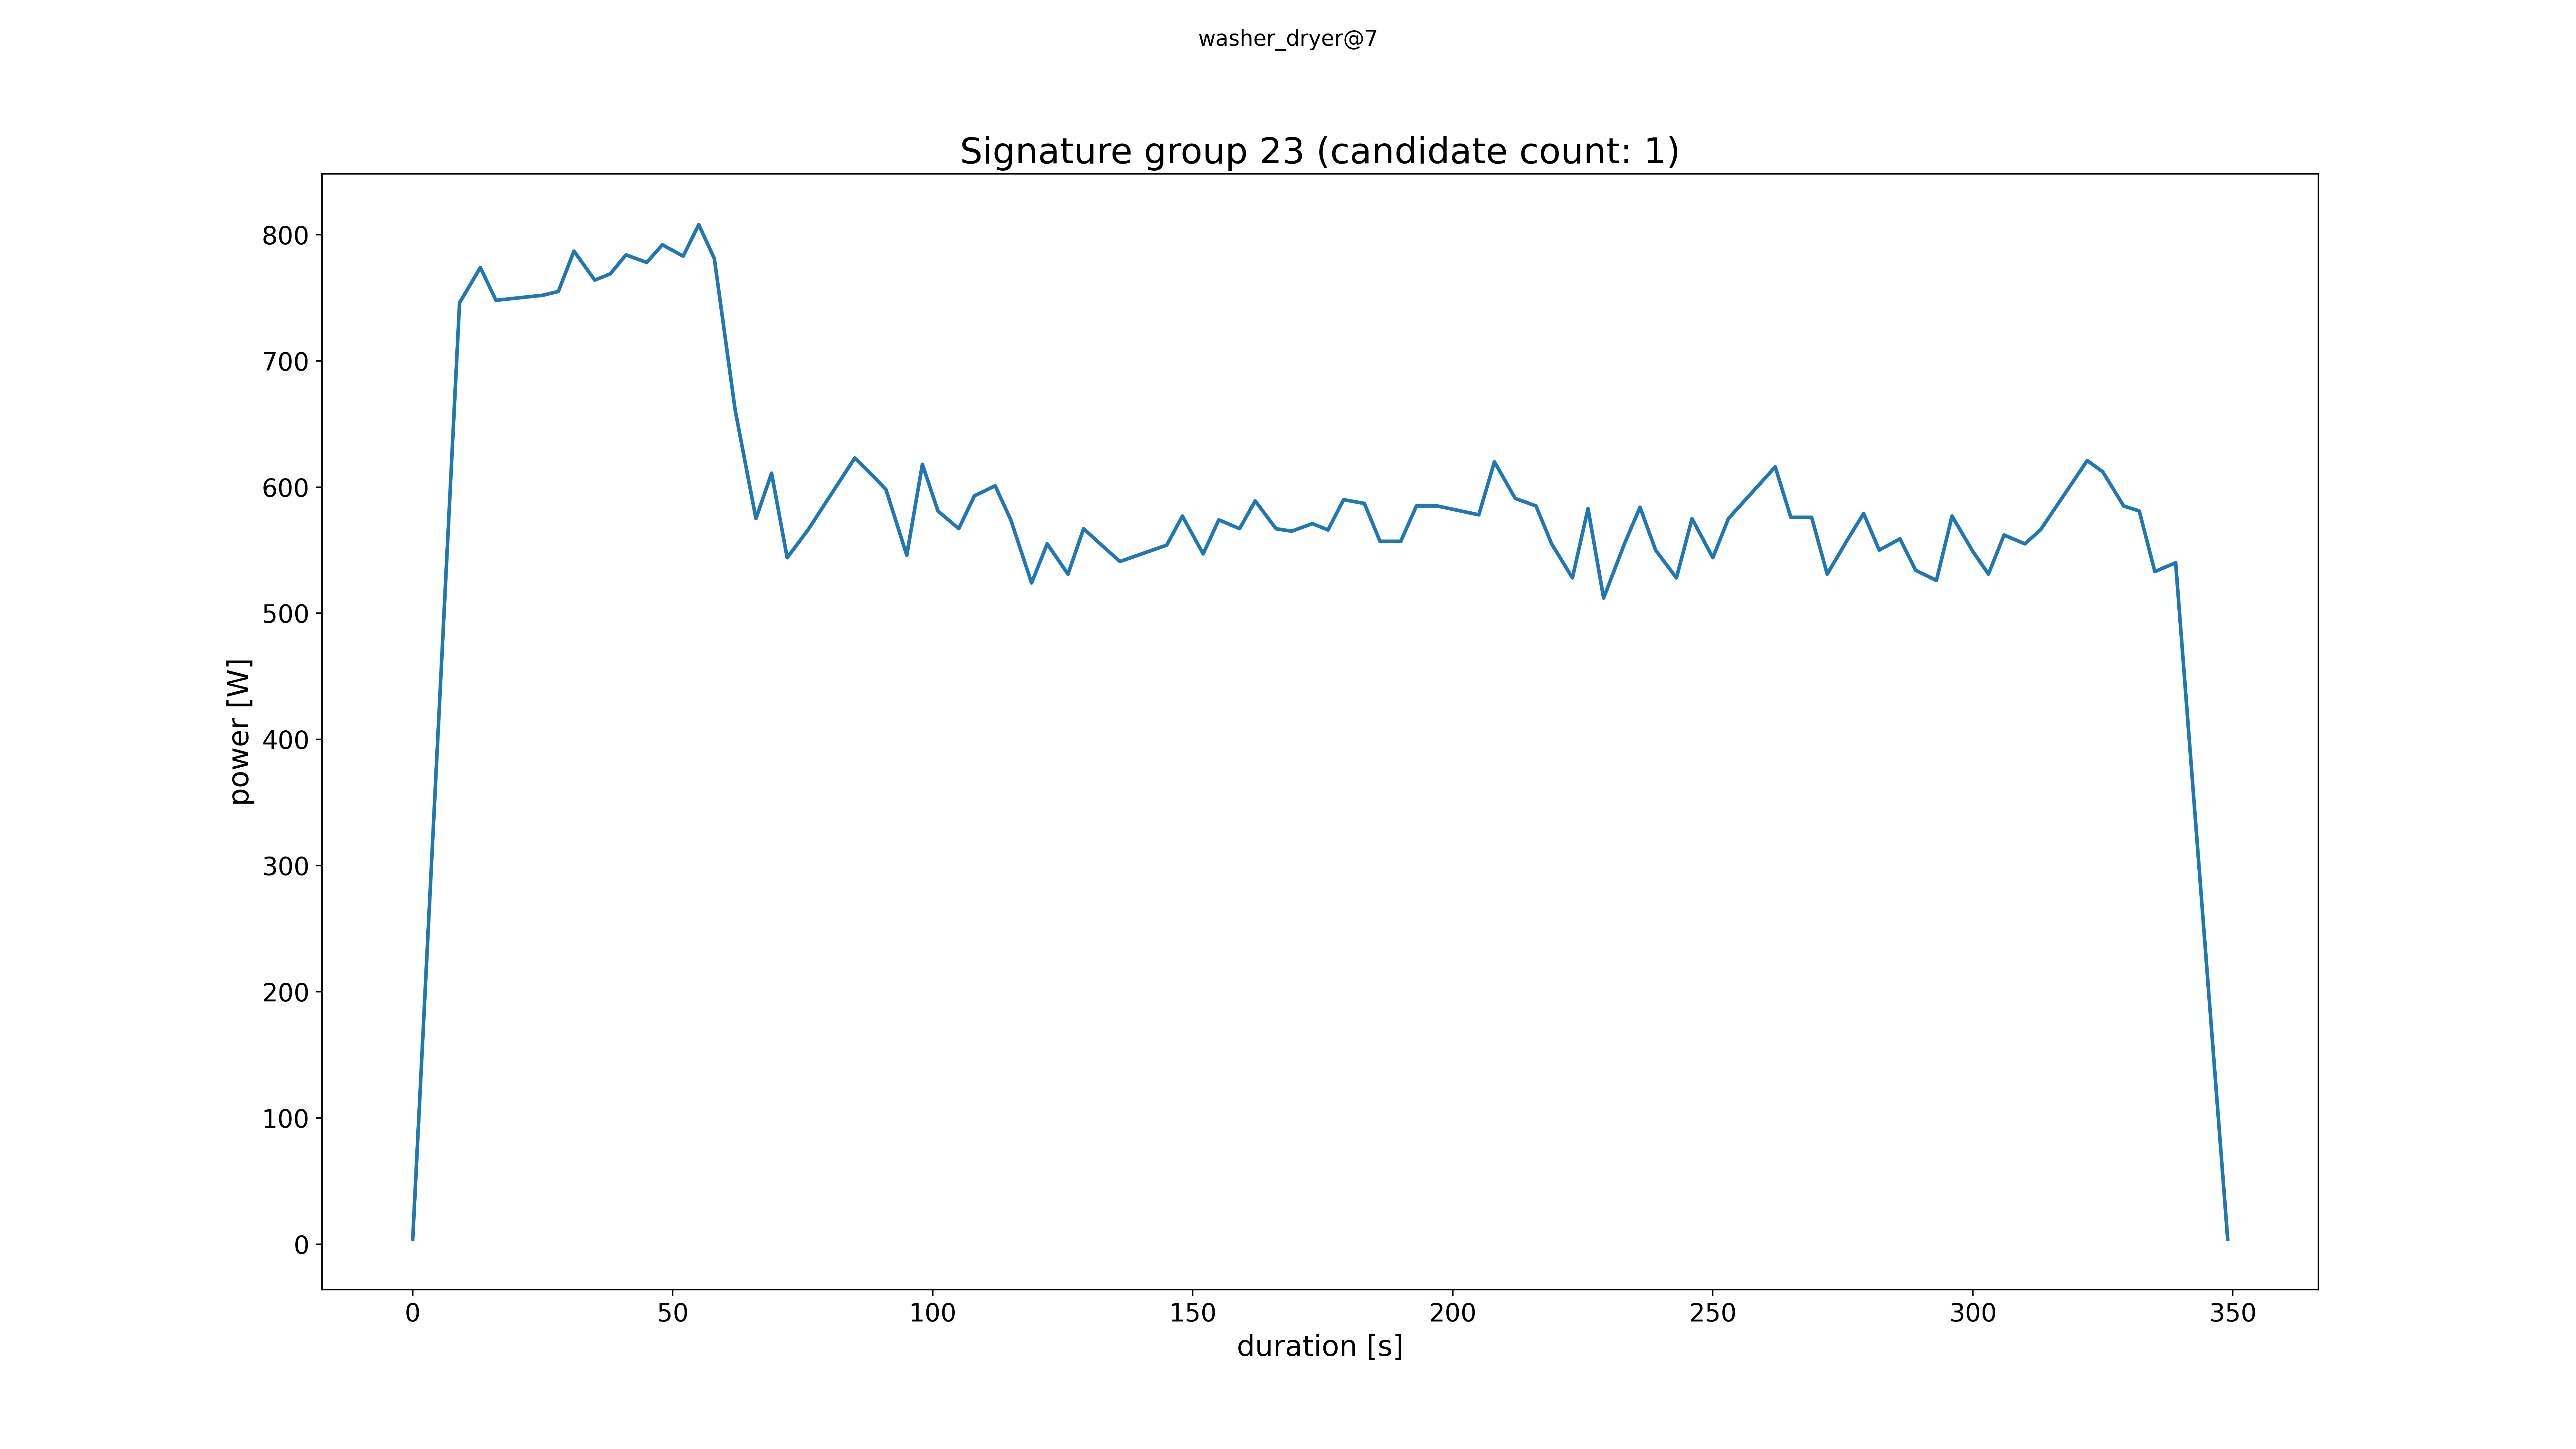 washer_dryer@7
Signature group 23 (candidate count: 1)
800
700
600
500
400
300
200
100
0
power [W]
0 50 100 150 200 250 300 350
duration [s]